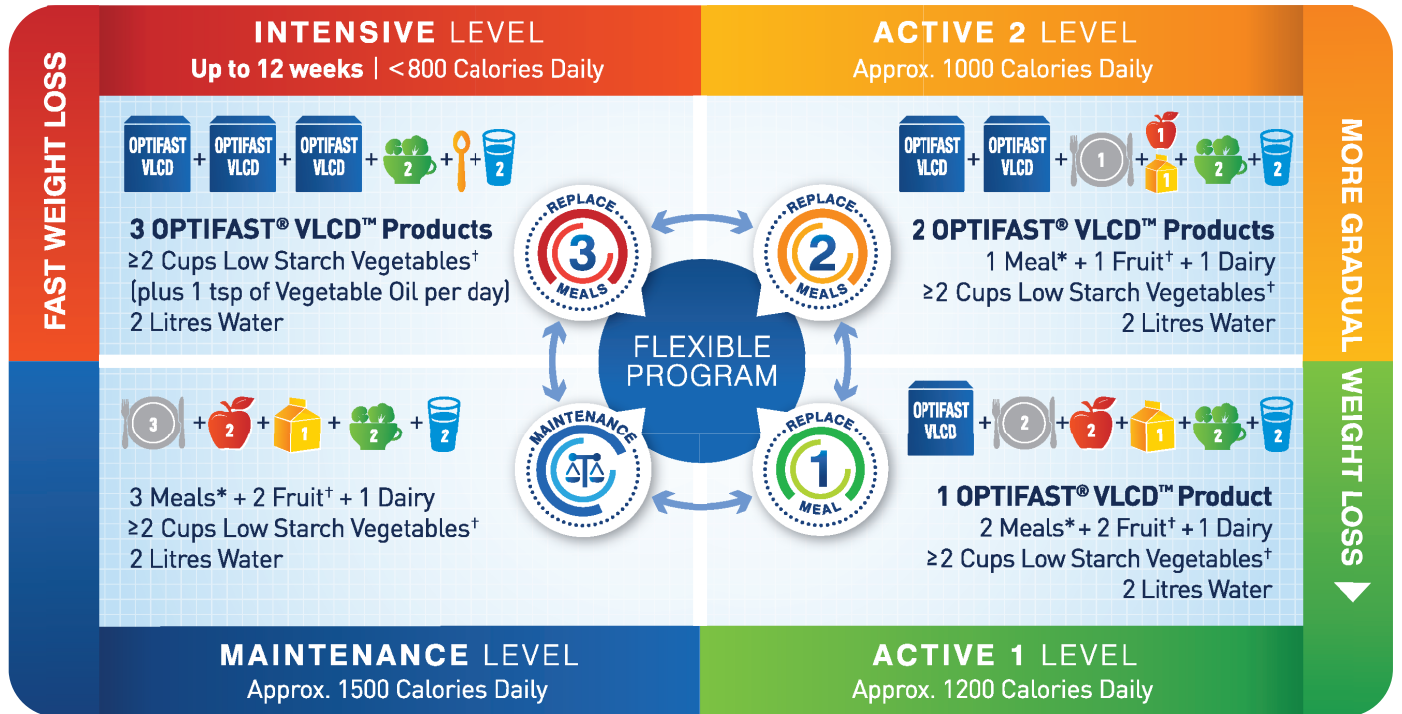 FAST WEIGHT LOSS
INTENSIVE LEVEL
Up to 12 weeks | <800 Calories Daily
OPTIFAST VLCD
+
OPTIFAST VLCD
+
OPTIFAST VLCD
+
2
+
+
2
3 OPTIFAST® VLCD™ Products
≥2 Cups Low Starch Vegetables†
(plus 1 tsp of Vegetable Oil per day)
2 Litres Water
REPLACE
3
MEALS
ACTIVE 2 LEVEL
Approx. 1000 Calories Daily
OPTIFAST VLCD
+
OPTIFAST VLCD
+
1
+
1
1
+
2
+
2
2 OPTIFAST® VLCD™ Products
1 Meal* + 1 Fruit† + 1 Dairy
≥2 Cups Low Starch Vegetables†
2 Litres Water
REPLACE
2
MEALS
MORE GRADUAL WEIGHT LOSS
FLEXIBLE
PROGRAM
3
+
2
+
1
+
2
+
2
3 Meals* + 2 Fruit† + 1 Dairy
≥2 Cups Low Starch Vegetables†
2 Litres Water
MAINTENANCE
MAINTENANCE LEVEL
Approx. 1500 Calories Daily
REPLACE
1
MEAL
OPTIFAST VLCD
+
2
+
2
+
1
+
2
+
2
1 OPTIFAST® VLCD™ Product
2 Meals* + 2 Fruit† + 1 Dairy
≥2 Cups Low Starch Vegetables†
2 Litres Water
ACTIVE 1 LEVEL
Approx. 1200 Calories Daily